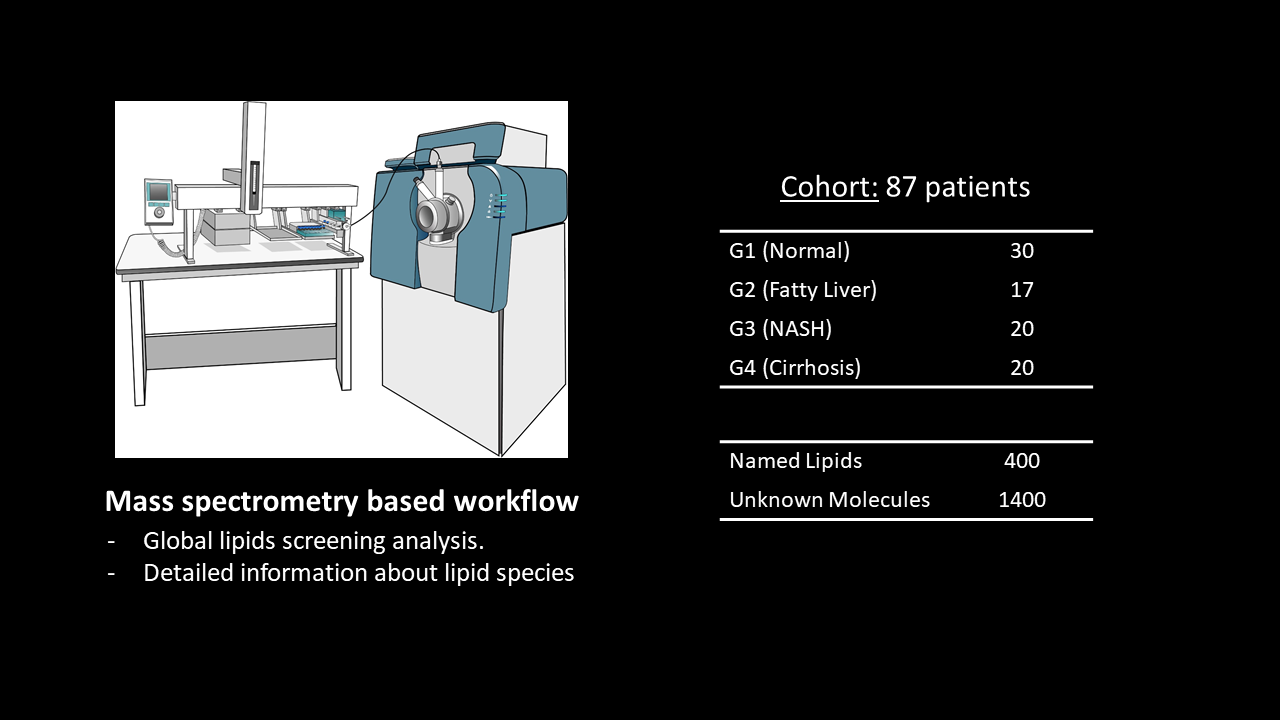 Mass spectrometry based workflow
- Global lipids screening analysis.
- Detailed information about lipid species
Cohort: 87 patients
G1 (Normal) 30
G2 (Fatty Liver) 17
G3 (NASH) 20
G4 (Cirrhosis) 20
Named Lipids 400
Unknown Molecules 1400